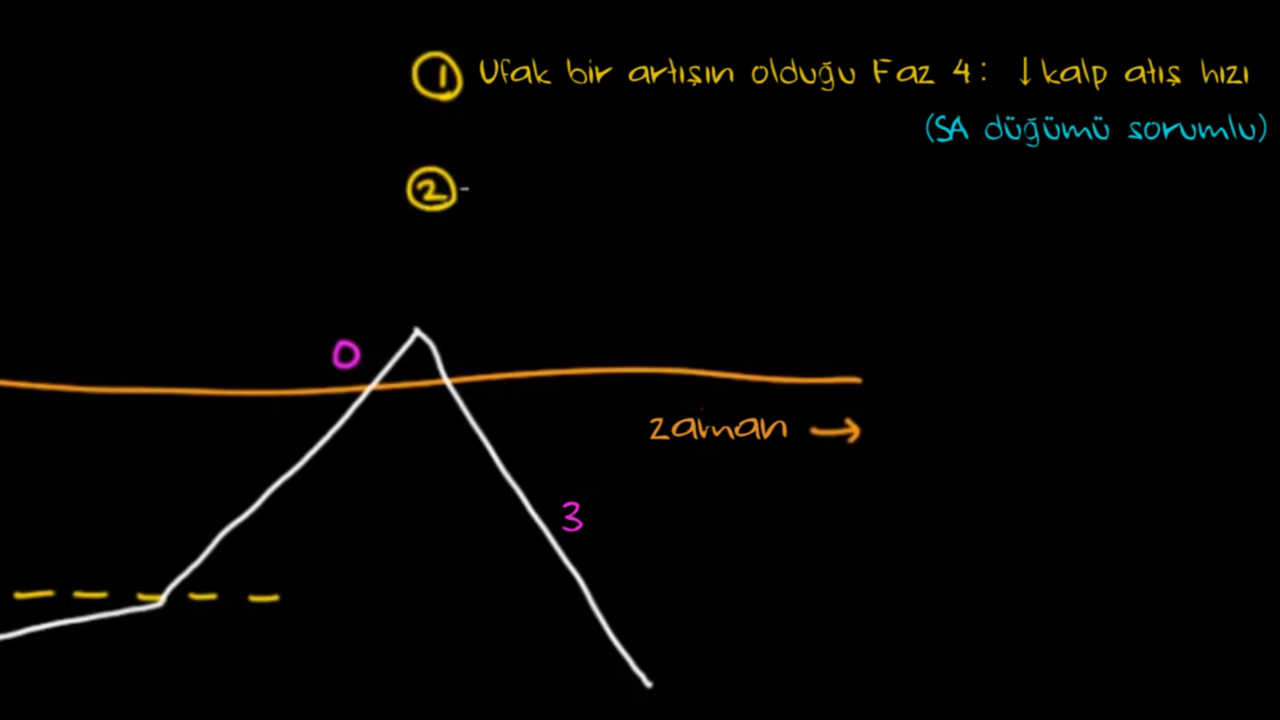 ① Ufak bir artışın olduğu Faz 4: ↓kalp atış hızı
(SA düğümü sorumlu)
② -
0
zaman →
3